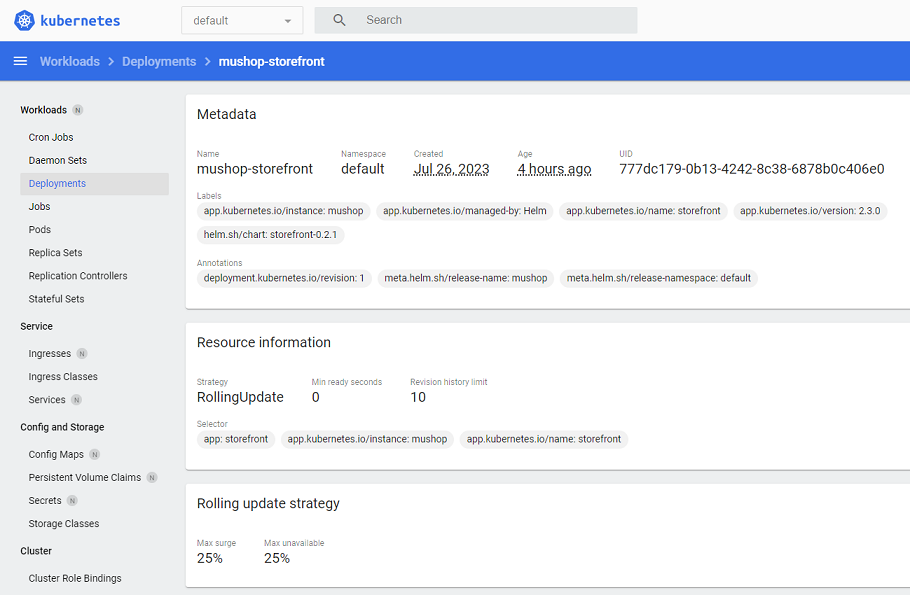 kubernetes
default
Search
Workloads > Deployments > mushop-storefront
Workloads N
Cron Jobs
Daemon Sets
Deployments
Jobs
Pods
Replica Sets
Replication Controllers
Stateful Sets
Service
Ingresses N
Ingress Classes
Services N
Config and Storage
Config Maps N
Persistent Volume Claims N
Secrets N
Storage Classes
Cluster
Cluster Role Bindings
Metadata
Name Namespace Created Age UID
mushop-storefront default Jul 26, 2023 4 hours ago 777dc179-0b13-4242-8c38-6878b0c406e0
Labels
app.kubernetes.io/instance: mushop app.kubernetes.io/managed-by: Helm app.kubernetes.io/name: storefront app.kubernetes.io/version: 2.3.0
helm.sh/chart: storefront-0.2.1
Annotations
deployment.kubernetes.io/revision: 1 meta.helm.sh/release-name: mushop meta.helm.sh/release-namespace: default
Resource information
Strategy Min ready seconds Revision history limit
RollingUpdate 0 10
Selector
app: storefront app.kubernetes.io/instance: mushop app.kubernetes.io/name: storefront
Rolling update strategy
Max surge Max unavailable
25% 25%